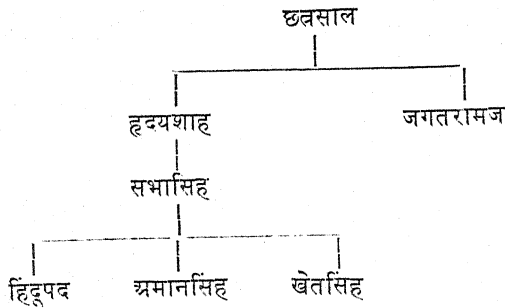 छत्रसाल
हृदयशाह जगतरामज
सभासिंह
हिंदूपद अमानसिंह खेतसिंह